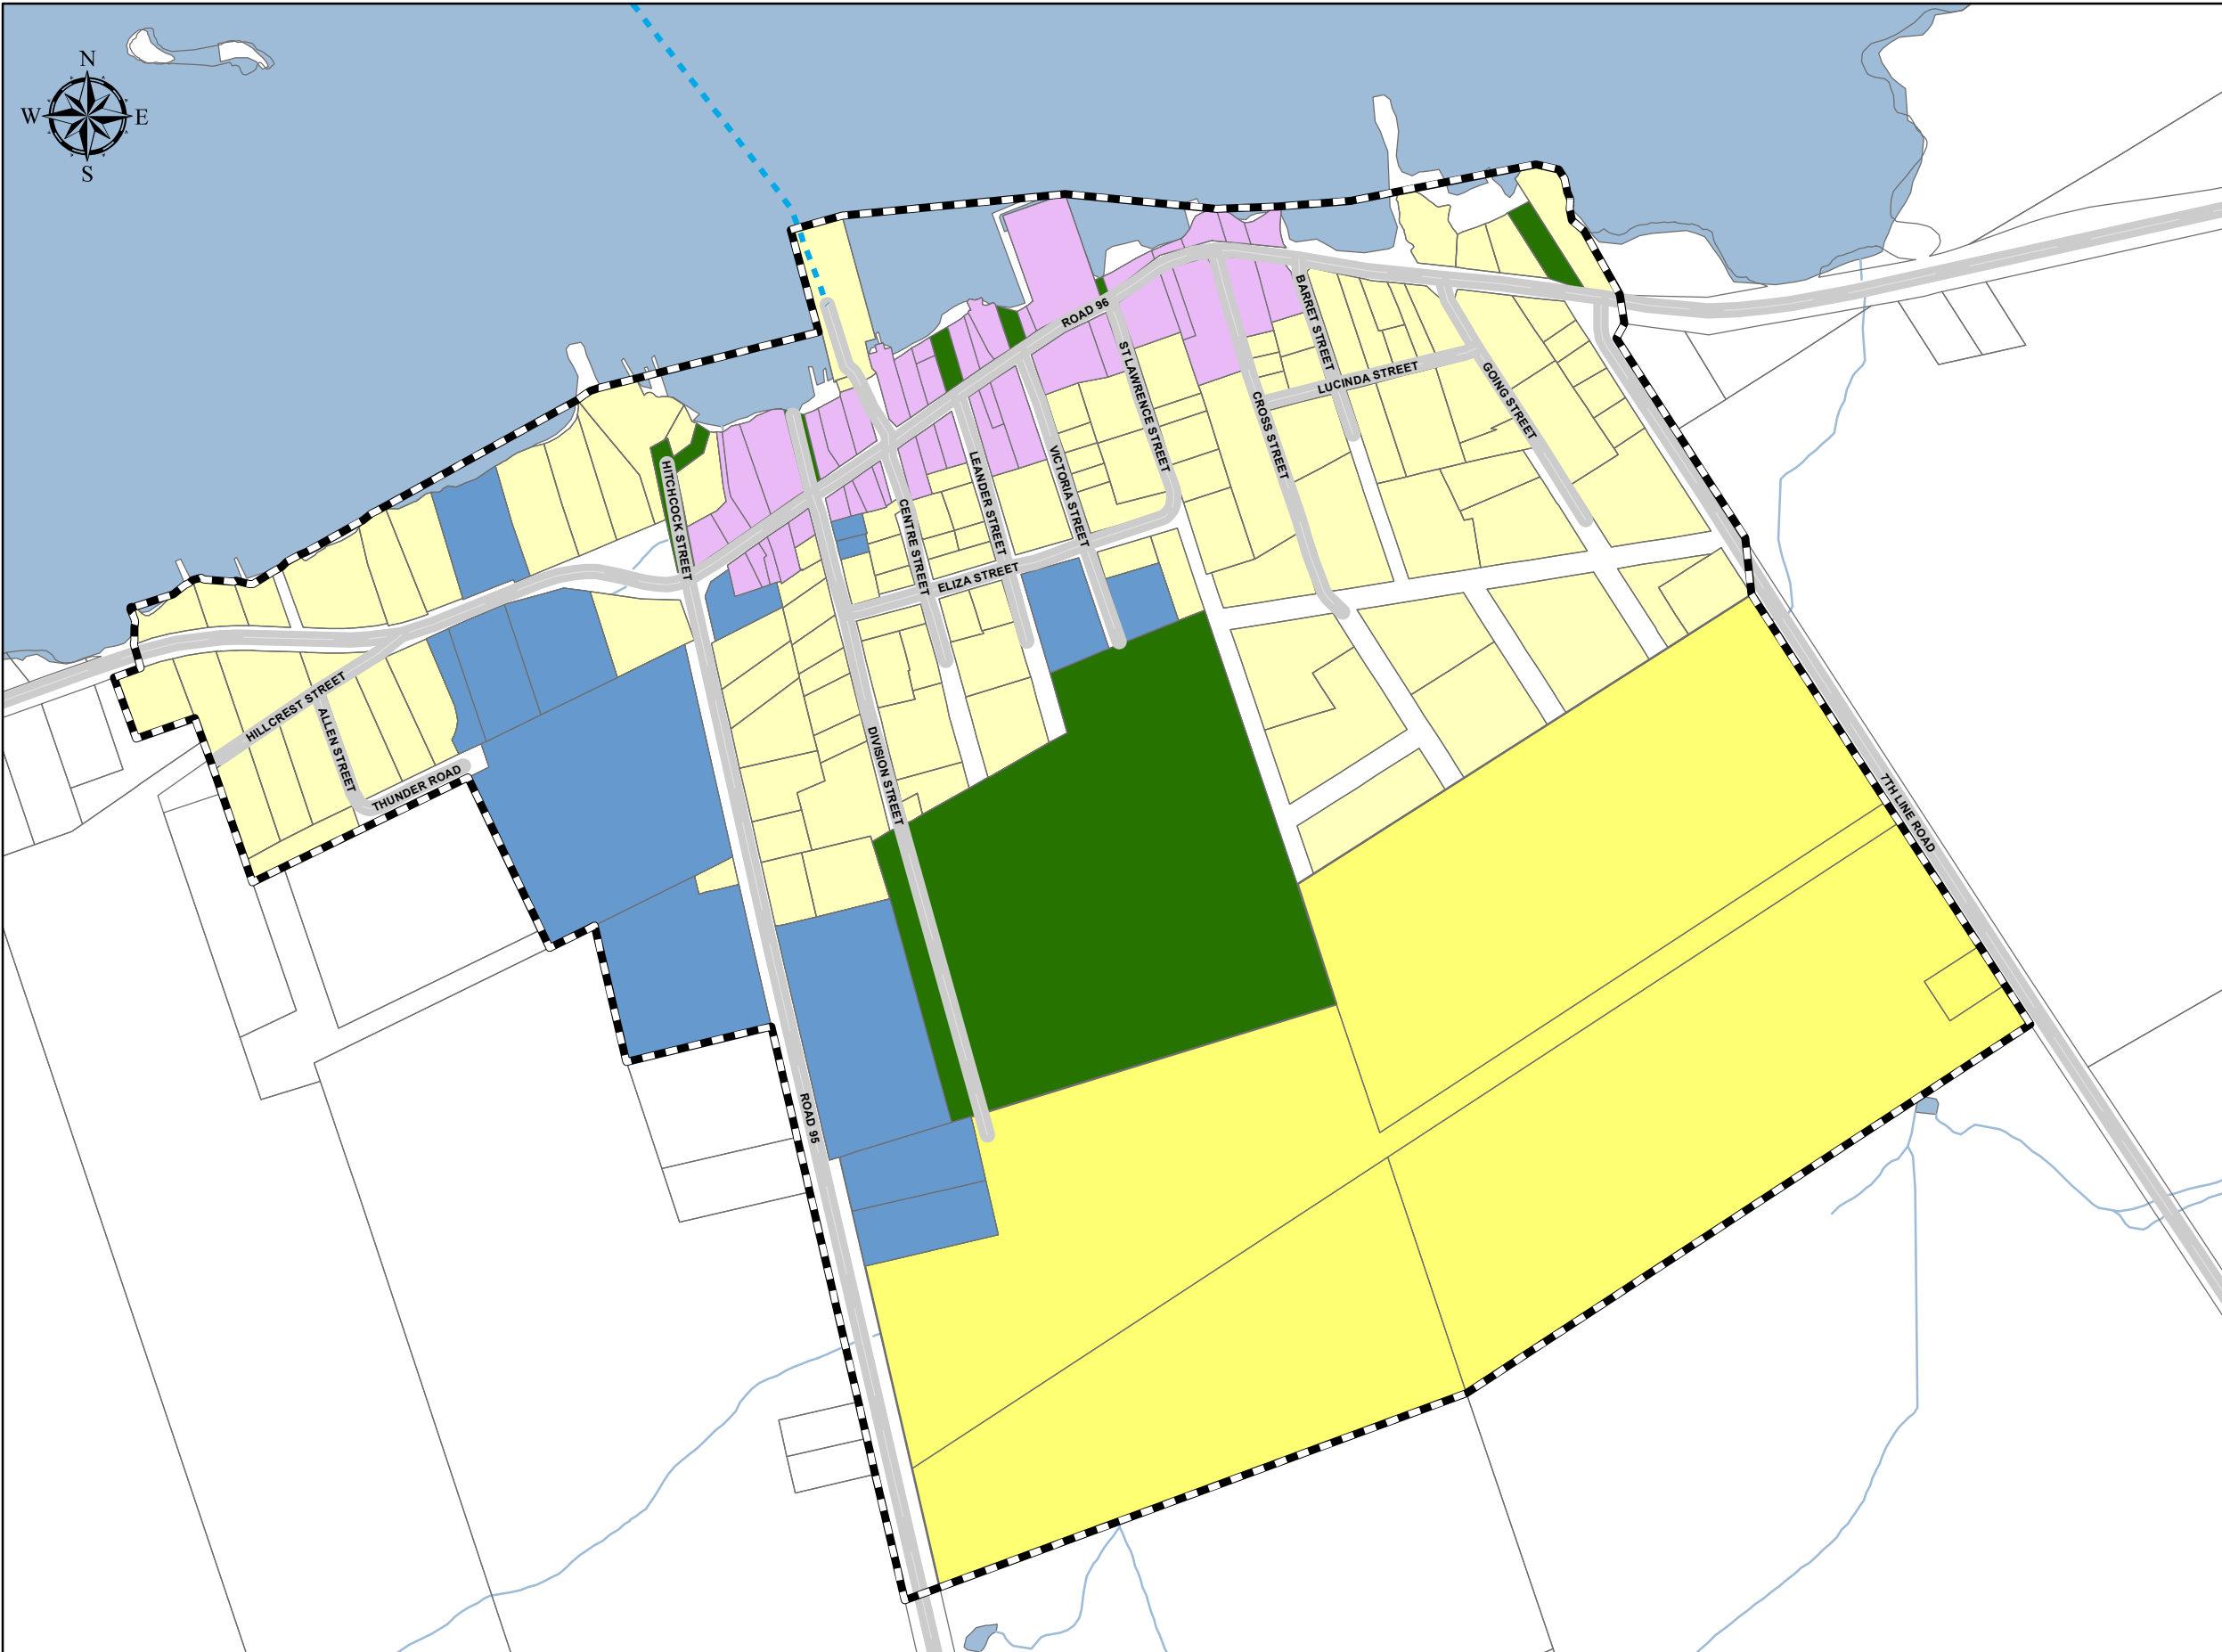 N
W
E
S
ROAD 96
BARRET STREET
ST LAWRENCE STREET
LUCINDA STREET
GOING STREET
CROSS STREET
VICTORIA STREET
LEANDER STREET
HITCHCOCK STREET
CENTRE STREET
ELIZA STREET
HILLCREST STREET
ALLEN STREET
THUNDER ROAD
DIVISION STREET
7TH LINE ROAD
ROAD 95